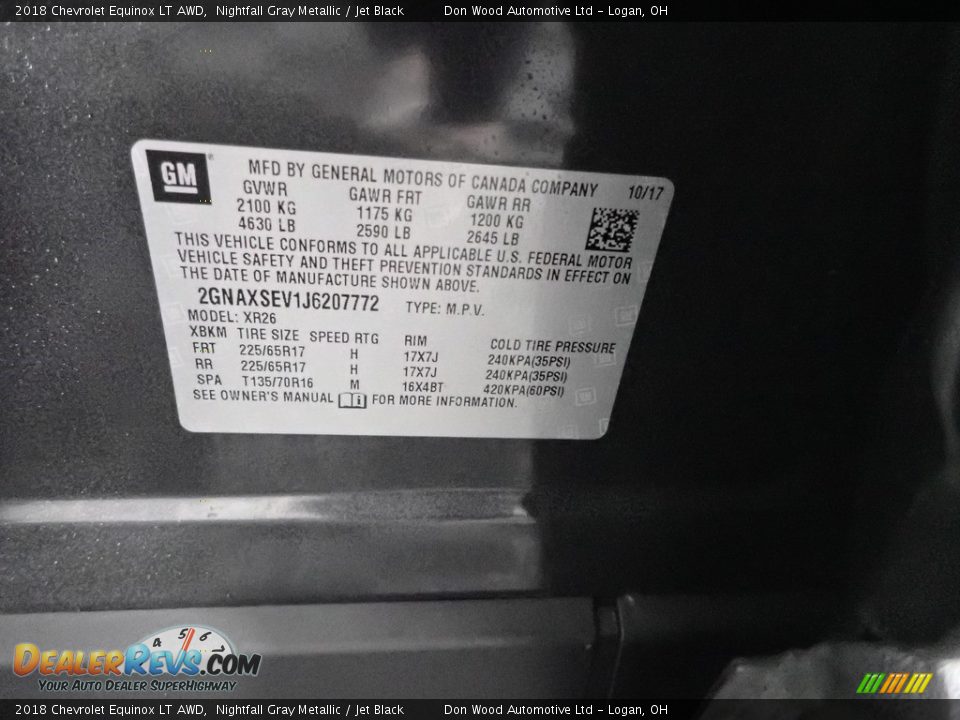 2018 Chevrolet Equinox LT AWD, Nightfall Gray Metallic / Jet Black Don Wood Automotive Ltd - Logan, OH
GM
MFD BY GENERAL MOTORS OF CANADA COMPANY 10/17
GVWR GAWR FRT GAWR RR
2100 KG 1175 KG 1200 KG
4630 LB 2590 LB 2645 LB
THIS VEHICLE CONFORMS TO ALL APPLICABLE U.S. FEDERAL MOTOR
VEHICLE SAFETY AND THEFT PREVENTION STANDARDS IN EFFECT ON
THE DATE OF MANUFACTURE SHOWN ABOVE.
2GNAXSEV1J6207772 TYPE: M.P.V.
MODEL: XR26
XBKM TIRE SIZE SPEED RTG RIM COLD TIRE PRESSURE
FRT 225/65R17 H 17X7J 240KPA(35PSI)
RR 225/65R17 H 17X7J 240KPA(35PSI)
SPA T135/70R16 M 16X4BT 420KPA(60PSI)
SEE OWNER'S MANUAL i FOR MORE INFORMATION.
4 5 6
DEALERREVS.COM
YOUR AUTO DEALER SUPERHIGHWAY
2018 Chevrolet Equinox LT AWD, Nightfall Gray Metallic / Jet Black Don Wood Automotive Ltd - Logan, OH